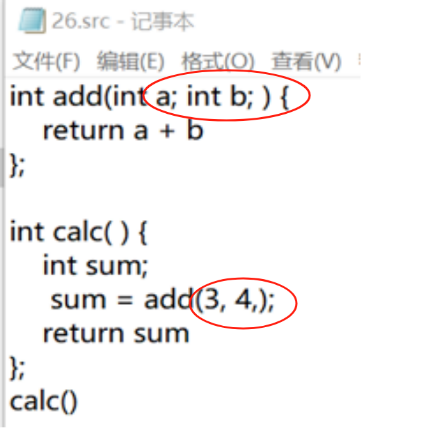 26.src - 记事本
文件(F) 编辑(E) 格式(O) 查看(V)
int add(int a; int b; ) {
return a + b
};
int calc( ) {
int sum;
sum = add(3, 4,);
return sum
};
calc()